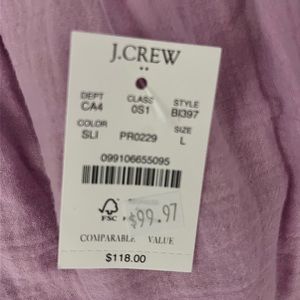 J.CREW
DEPT CLASS STYLE
CA4 0S1 BI397
COLOR SIZE
SLI PR0229 L
099106655095
FSC
$99.97
COMPARABLE VALUE
$118.00